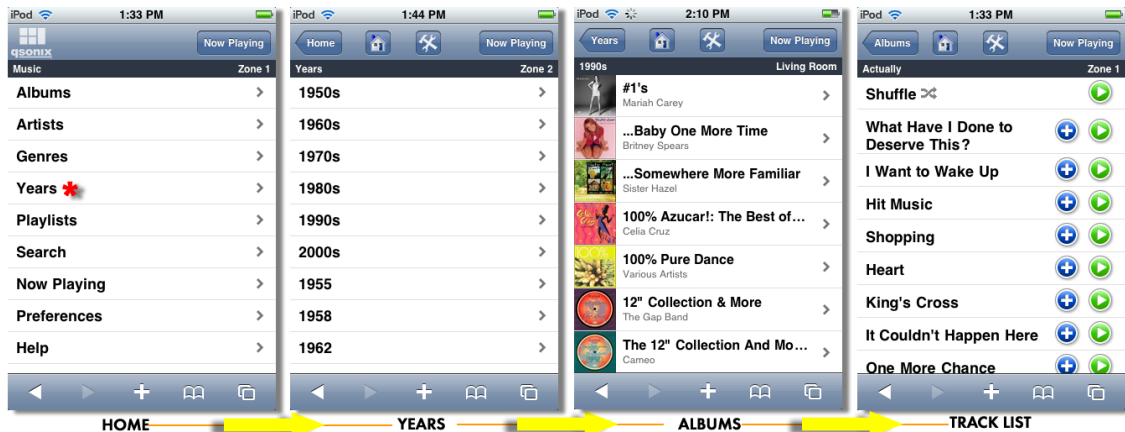 iPod 1:33 PM
qsonix Now Playing
Music Zone 1
Albums
Artists
Genres
Years *
Playlists
Search
Now Playing
Preferences
Help
iPod 1:44 PM
Home Now Playing
Years Zone 2
1950s
1960s
1970s
1980s
1990s
2000s
1955
1958
1962
iPod 2:10 PM
Years Now Playing
1990s Living Room
#1's
Mariah Carey
...Baby One More Time
Britney Spears
...Somewhere More Familiar
Sister Hazel
100% Azucar!: The Best of...
Celia Cruz
100% Pure Dance
Various Artists
12" Collection & More
The Gap Band
The 12" Collection And Mo...
Cameo
iPod 1:33 PM
Albums Now Playing
Actually Zone 1
Shuffle
What Have I Done to
Deserve This?
I Want to Wake Up
Hit Music
Shopping
Heart
King's Cross
It Couldn't Happen Here
One More Chance
HOME YEARS ALBUMS TRACK LIST